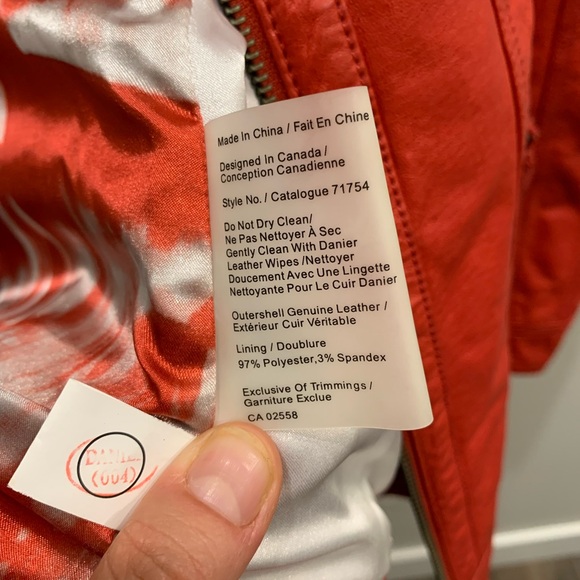 Made In China / Fait En Chine
Designed In Canada /
Conception Canadienne
Style No. / Catalogue 71754
Do Not Dry Clean/
Ne Pas Nettoyer À Sec
Gently Clean With Danier
Leather Wipes /Nettoyer
Doucement Avec Une Lingette
Nettoyante Pour Le Cuir Danier
Outershell Genuine Leather /
Extérieur Cuir Véritable
Lining / Doublure
97% Polyester,3% Spandex
Exclusive Of Trimmings /
Garniture Exclue
CA 02558
(004)